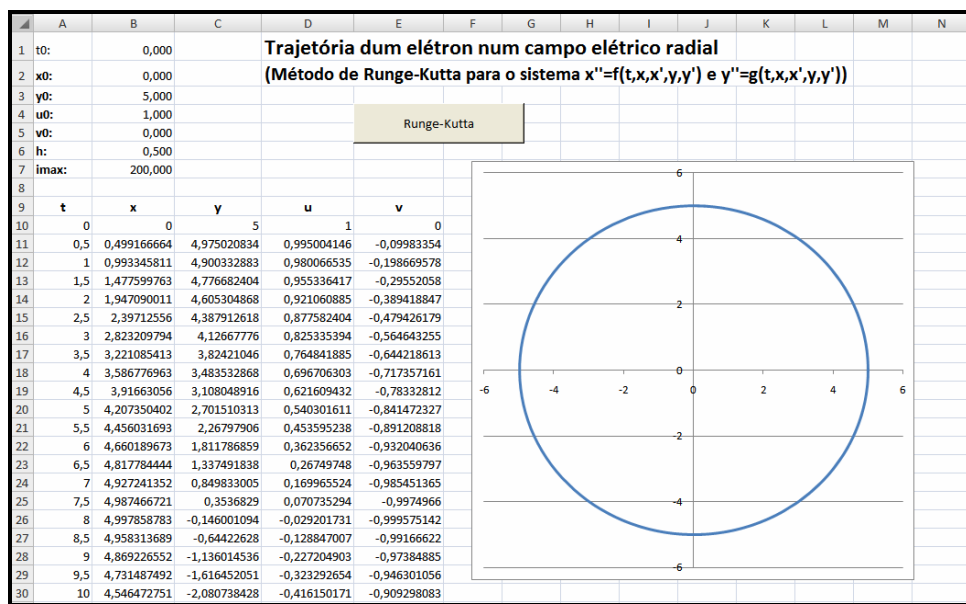 A B C D E F G H I J K L M N
1 t0: 0,000 Trajetória dum elétron num campo elétrico radial
2 x0: 0,000 (Método de Runge-Kutta para o sistema x''=f(t,x,x',y,y') e y''=g(t,x,x',y,y'))
3 y0: 5,000
4 u0: 1,000
5 v0: 0,000
Runge-Kutta
6 h: 0,500
7 imax: 200,000
8
9 t x y u v
10 0 0 5 1 0
11 0,5 0,499166664 4,975020834 0,995004146 -0,09983354
12 1 0,993345811 4,900332883 0,980066535 -0,198669578
13 1,5 1,477599763 4,776682404 0,955336417 -0,29552058
14 2 1,947090011 4,605304868 0,921060885 -0,389418847
15 2,5 2,39712556 4,387912618 0,877582404 -0,479426179
16 3 2,823209794 4,12667776 0,825335394 -0,564643255
17 3,5 3,221085413 3,82421046 0,764841885 -0,644218613
18 4 3,586776963 3,483532868 0,696706303 -0,717357161
19 4,5 3,91663056 3,108048916 0,621609432 -0,78332812
20 5 4,207350402 2,701510313 0,540301611 -0,841472327
21 5,5 4,456031693 2,26797906 0,453595238 -0,891208818
22 6 4,660189673 1,811786859 0,362356652 -0,932040636
23 6,5 4,817784444 1,337491838 0,26749748 -0,963559797
24 7 4,927241352 0,849833005 0,169965524 -0,985451365
25 7,5 4,987466721 0,3536829 0,070735294 -0,9974966
26 8 4,997858783 -0,146001094 -0,029201731 -0,999575142
27 8,5 4,958313689 -0,64422628 -0,128847007 -0,99166622
28 9 4,869226552 -1,136014536 -0,227204903 -0,97384885
29 9,5 4,731487492 -1,616452051 -0,323292654 -0,946301056
30 10 4,546472751 -2,080738428 -0,416150171 -0,909298083
6
4
2
0
-6 -4 -2 0 2 4 6
-2
-4
-6